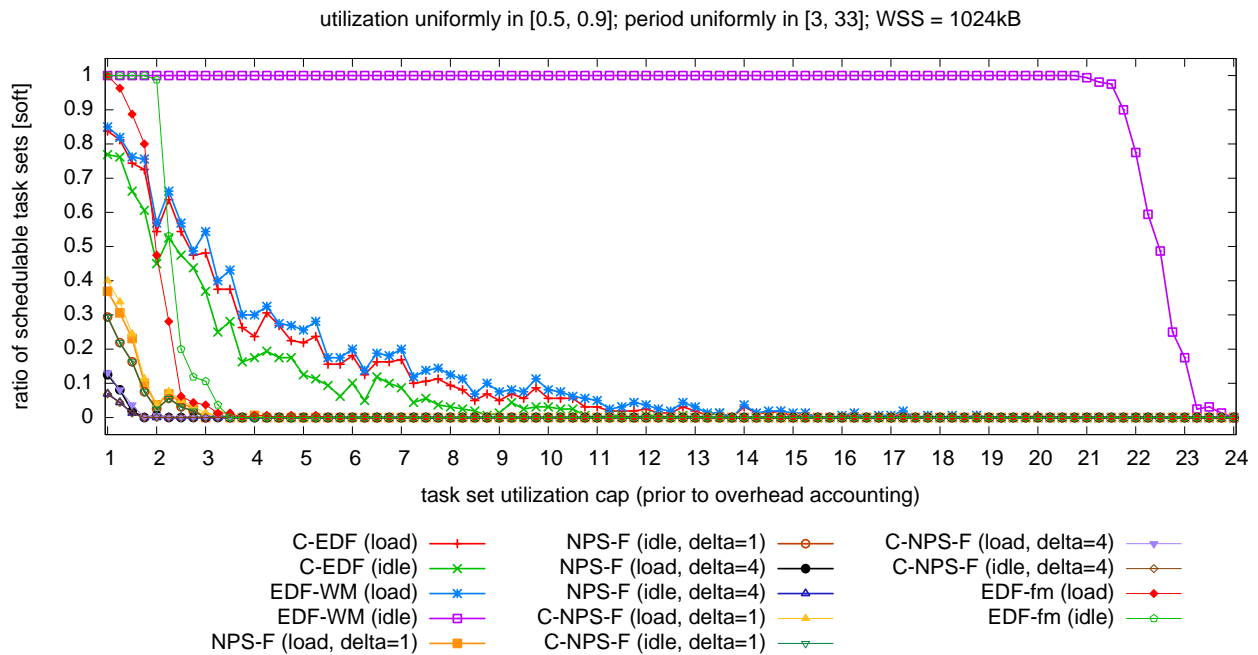 utilization uniformly in [0.5, 0.9]; period uniformly in [3, 33]; WSS = 1024kB
ratio of schedulable task sets [soft]
1
0.9
0.8
0.7
0.6
0.5
0.4
0.3
0.2
0.1
0
1 2 3 4 5 6 7 8 9 10 11 12 13 14 15 16 17 18 19 20 21 22 23 24
task set utilization cap (prior to overhead accounting)
C-EDF (load)
C-EDF (idle)
EDF-WM (load)
EDF-WM (idle)
NPS-F (load, delta=1)
NPS-F (idle, delta=1)
NPS-F (load, delta=4)
NPS-F (idle, delta=4)
C-NPS-F (load, delta=1)
C-NPS-F (idle, delta=1)
C-NPS-F (load, delta=4)
C-NPS-F (idle, delta=4)
EDF-fm (load)
EDF-fm (idle)